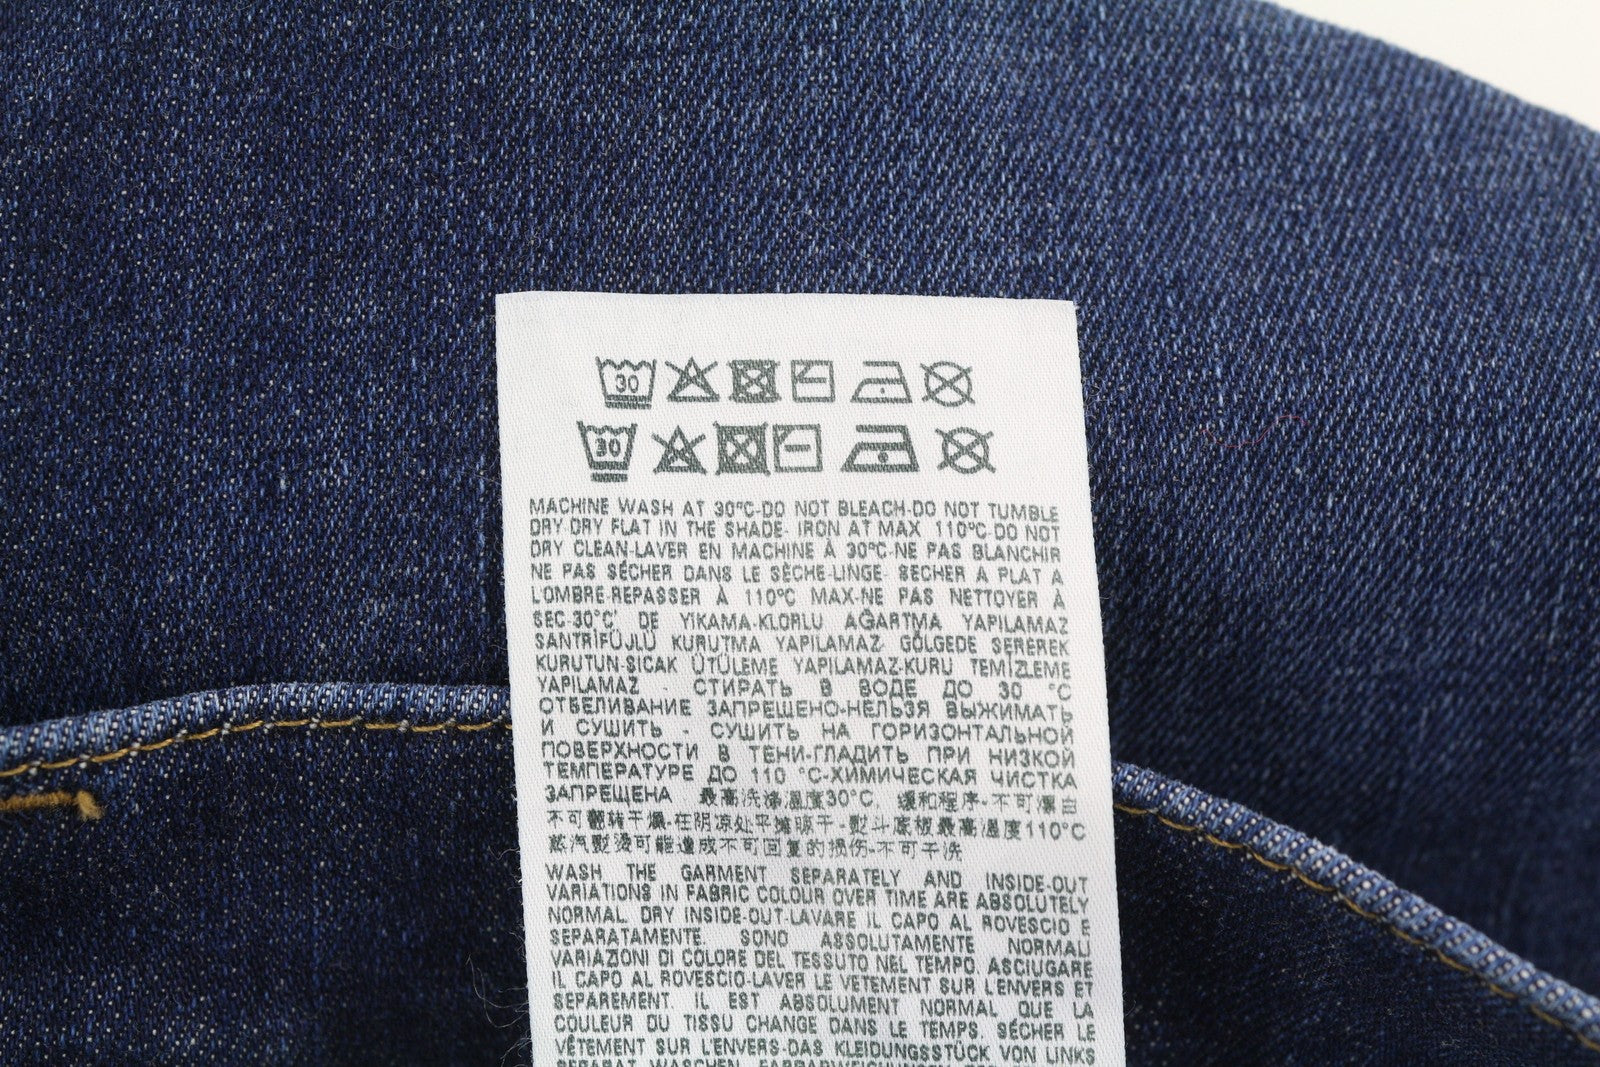 30
30
MACHINE WASH AT 30°C-DO NOT BLEACH-DO NOT TUMBLE
DRY DRY FLAT IN THE SHADE- IRON AT MAX 110°C-DO NOT
DRY CLEAN-LAVER EN MACHINE À 30°C-NE PAS BLANCHIR
NE PAS SÉCHER DANS LE SÈCHE-LINGE- SECHER A PLAT A
L'OMBRE-REPASSER À 110°C MAX-NE PAS NETTOYER À
SEC-30°C' DE YIKAMA-KLORLU AĞARTMA YAPILAMAZ
SANTRİFÜJLÜ KURUTMA YAPILAMAZ- GÖLGEDE SEREREK
KURUTUN-SICAK ÜTÜLEME YAPILAMAZ-KURU TEMİZLEME
YAPILAMAZ - СТИРАТЬ В ВОДЕ ДО 30 °C
ОТБЕЛИВАНИЕ ЗАПРЕЩЕНО-НЕЛЬЗЯ ВЫЖИМАТЬ
И СУШИТЬ - СУШИТЬ НА ГОРИЗОНТАЛЬНОЙ
ПОВЕРХНОСТИ В ТЕНИ-ГЛАДИТЬ ПРИ НИЗКОЙ
ТЕМПЕРАТУРЕ ДО 110 °C-ХИМИЧЕСКАЯ ЧИСТКА
ЗАПРЕЩЕНА 最高洗涤温度30°C, 缓和程序-不可漂白
不可翻转干燥-在阴凉处平摊晾干-熨斗底板最高温度110°C
蒸汽熨烫可能造成不可回复的损伤-不可干洗
WASH THE GARMENT SEPARATELY AND INSIDE-OUT
VARIATIONS IN FABRIC COLOUR OVER TIME ARE ABSOLUTELY
NORMAL. DRY INSIDE-OUT-LAVARE IL CAPO AL ROVESCIO E
SEPARATAMENTE. SONO ASSOLUTAMENTE NORMALI
VARIAZIONI DI COLORE DEL TESSUTO NEL TEMPO. ASCIUGARE
IL CAPO AL ROVESCIO-LAVER LE VETEMENT SUR L'ENVERS ET
SEPAREMENT. IL EST ABSOLUMENT NORMAL QUE LA
COULEUR DU TISSU CHANGE DANS LE TEMPS. SÉCHER LE
VÊTEMENT SUR L'ENVERS-DAS KLEIDUNGSSTÜCK VON LINKS
SEPARAT WASCHEN.